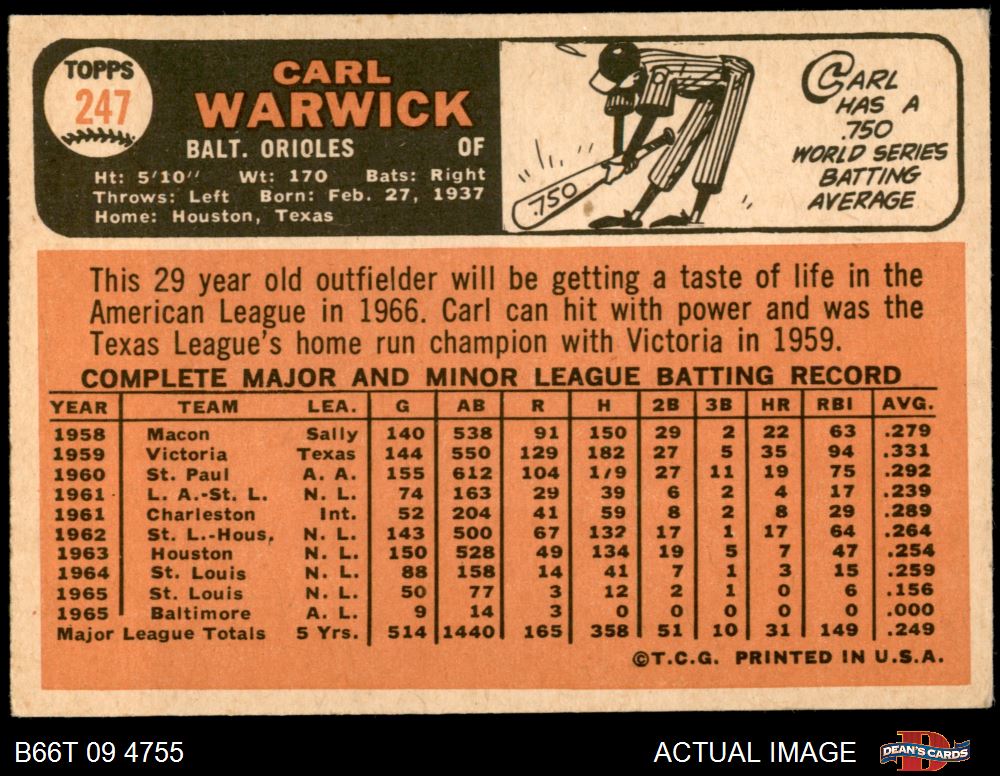 TOPPS
247
CARL
WARWICK
BALT. ORIOLES OF
Ht: 5'10" Wt: 170 Bats: Right
Throws: Left Born: Feb. 27, 1937
Home: Houston, Texas
.750
CARL
HAS A
.750
WORLD SERIES
BATTING
AVERAGE
This 29 year old outfielder will be getting a taste of life in the
American League in 1966. Carl can hit with power and was the
Texas League's home run champion with Victoria in 1959.
COMPLETE MAJOR AND MINOR LEAGUE BATTING RECORD
YEAR TEAM LEA. G AB R H 2B 3B HR RBI AVG.
1958 Macon Sally 140 538 91 150 29 2 22 63 .279
1959 Victoria Texas 144 550 129 182 27 5 35 94 .331
1960 St. Paul A. A. 155 612 104 1/9 27 11 19 75 .292
1961 L. A.-St. L. N. L. 74 163 29 39 6 2 4 17 .239
1961 Charleston Int. 52 204 41 59 8 2 8 29 .289
1962 St. L.-Hous. N. L. 143 500 67 132 17 1 17 64 .264
1963 Houston N. L. 150 528 49 134 19 5 7 47 .254
1964 St. Louis N. L. 88 158 14 41 7 1 3 15 .259
1965 St. Louis N. L. 50 77 3 12 2 1 0 6 .156
1965 Baltimore A. L. 9 14 3 0 0 0 0 0 .000
Major League Totals 5 Yrs. 514 1440 165 358 51 10 31 149 .249
©T.C.G. PRINTED IN U.S.A.
B66T 09 4755 ACTUAL IMAGE DEAN'S CARDS